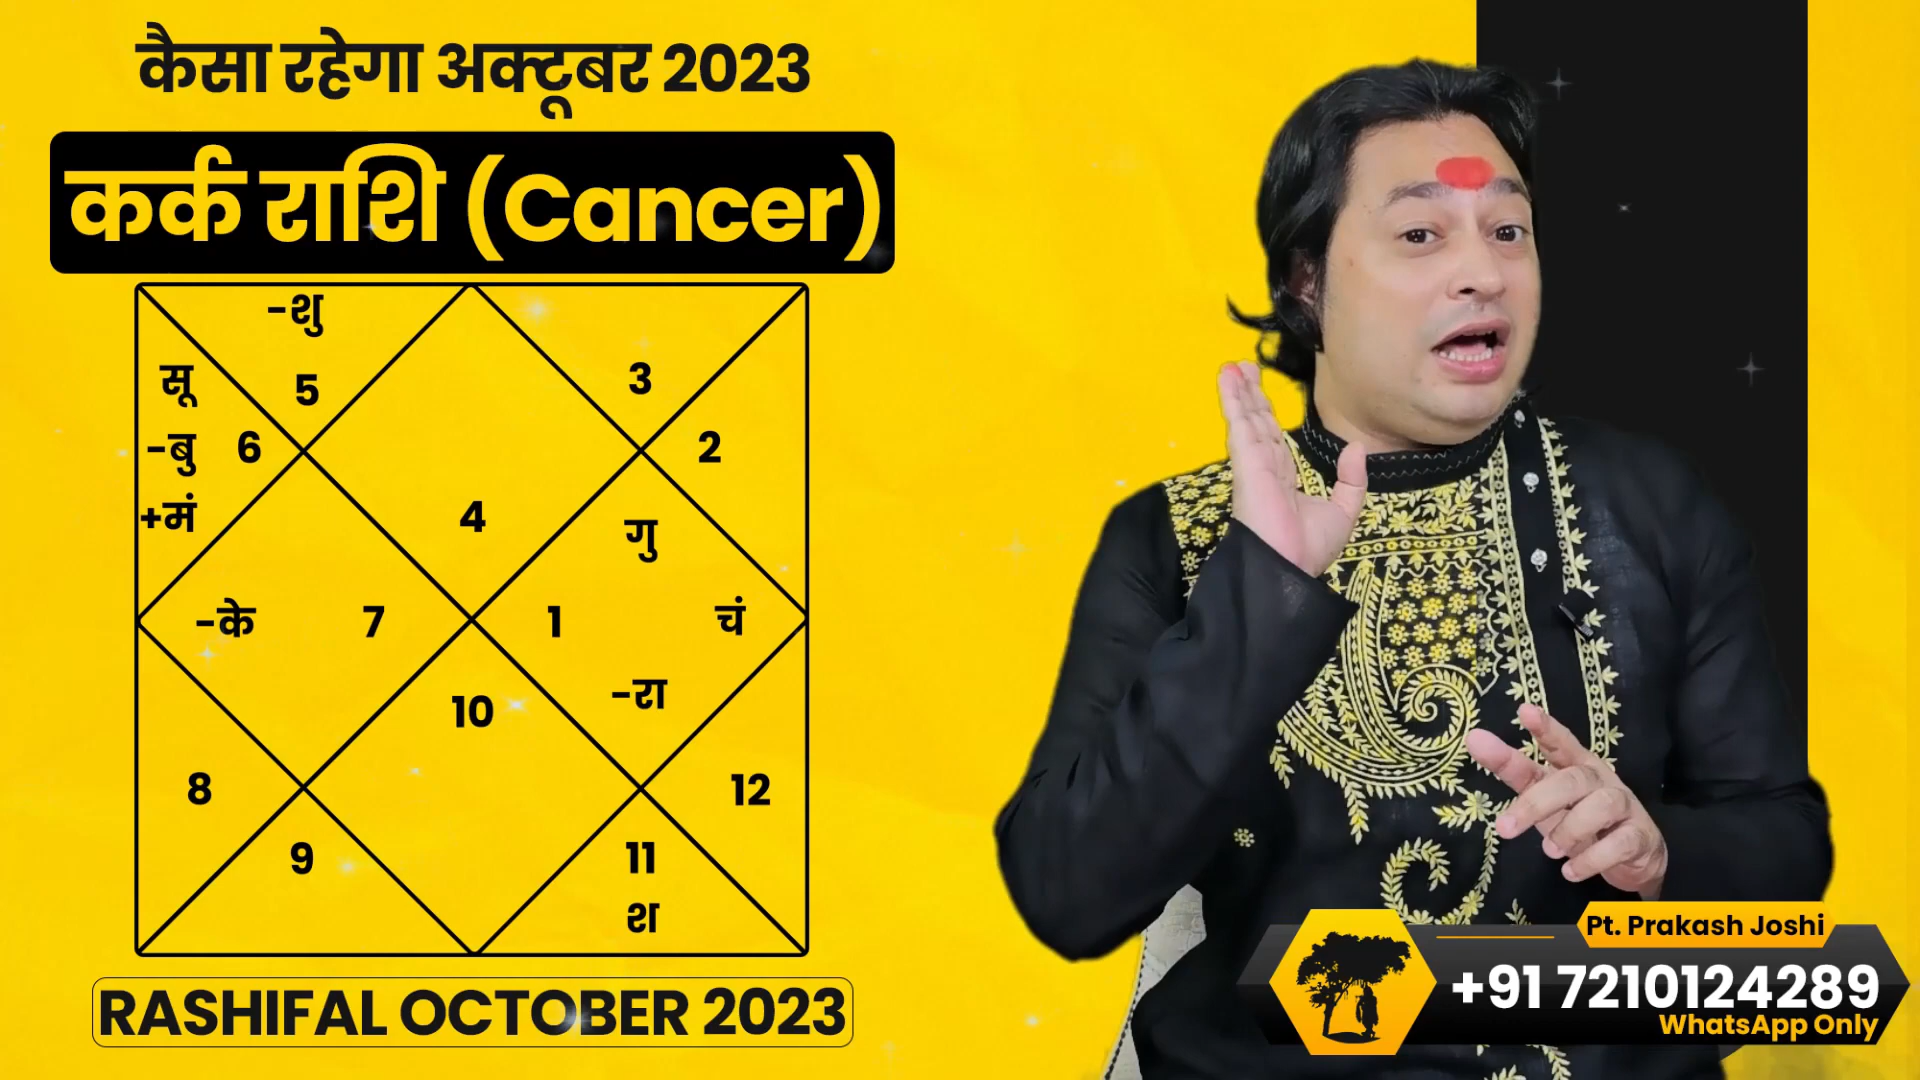 कैसा रहेगा अक्टूबर 2023
कर्क राशि (Cancer)
-शु
5
3
सू
-बु 6
+मं
2
4
गु
-के 7
1 चं
-रा
10
8
12
9
11
श
RASHIFAL OCTOBER 2023
Pt. Prakash Joshi
+91 7210124289
WhatsApp Only